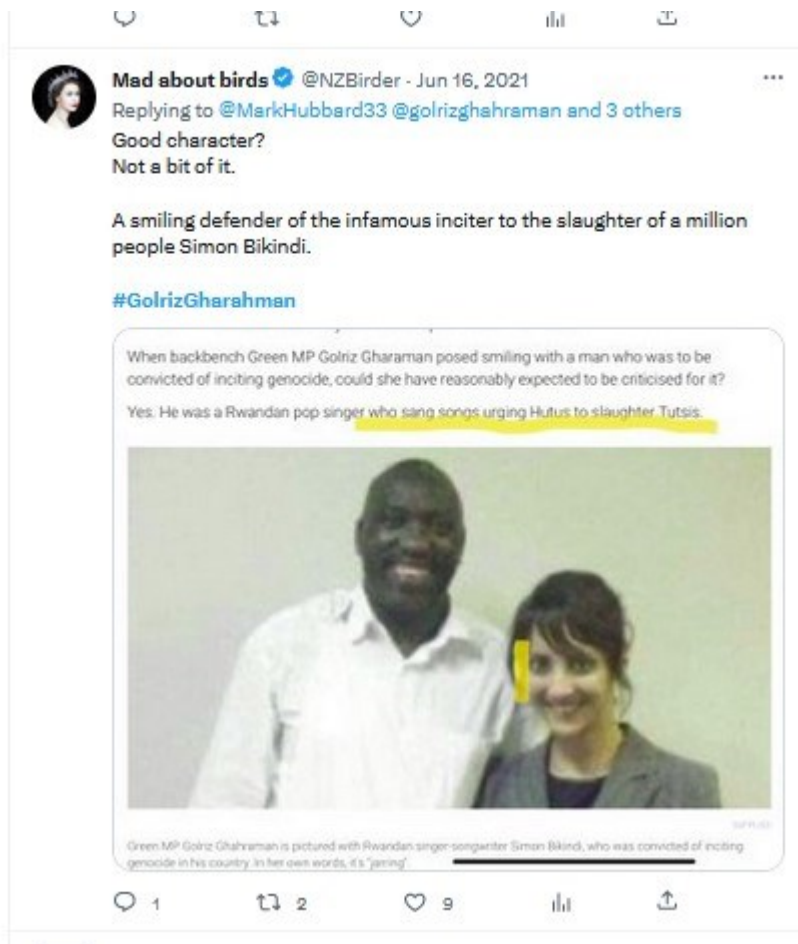 Mad about birds @NZBirder · Jun 16, 2021
Replying to @MarkHubbard33 @golrizghahraman and 3 others
Good character?
Not a bit of it.
A smiling defender of the infamous inciter to the slaughter of a million
people Simon Bikindi.
#GolrizGharahman
When backbench Green MP Golriz Gharaman posed smiling with a man who was to be
convicted of inciting genocide, could she have reasonably expected to be criticised for it?
Yes. He was a Rwandan pop singer who sang songs urging Hutus to slaughter Tutsis.
SUPPLIED
Green MP Golriz Ghahraman is pictured with Rwandan singer-songwriter Simon Bikindi, who was convicted of inciting
genocide in his country. In her own words, it's "jarring".
1 2 9